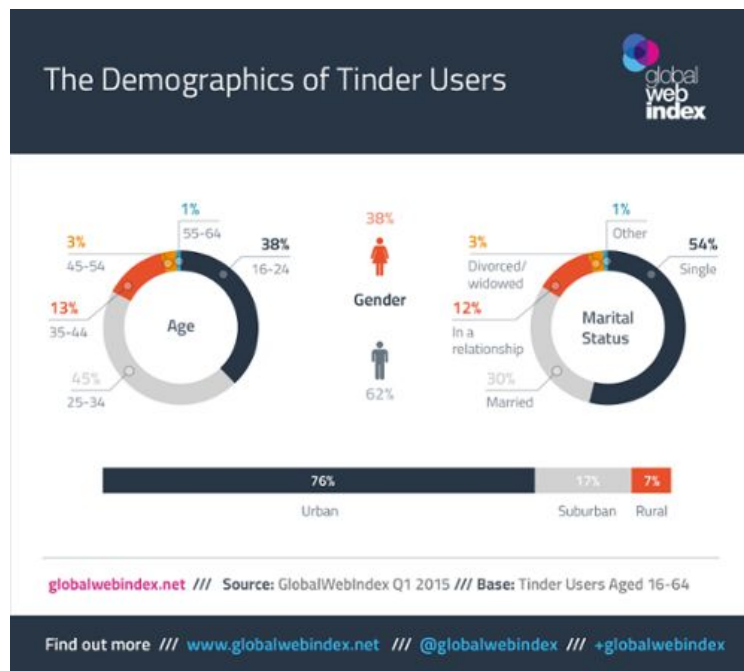 The Demographics of Tinder Users
global
web
index
1%
55-64
3%
45-54
38%
16-24
13%
35-44
Age
45%
25-34
38%
Gender
62%
1%
Other
3%
Divorced/
widowed
54%
Single
12%
In a
relationship
Marital
Status
30%
Married
76%
17%
7%
Urban
Suburban
Rural
globalwebindex.net /// Source: GlobalWebIndex Q1 2015 /// Base: Tinder Users Aged 16-64
Find out more /// www.globalwebindex.net /// @globalwebindex /// +globalwebindex